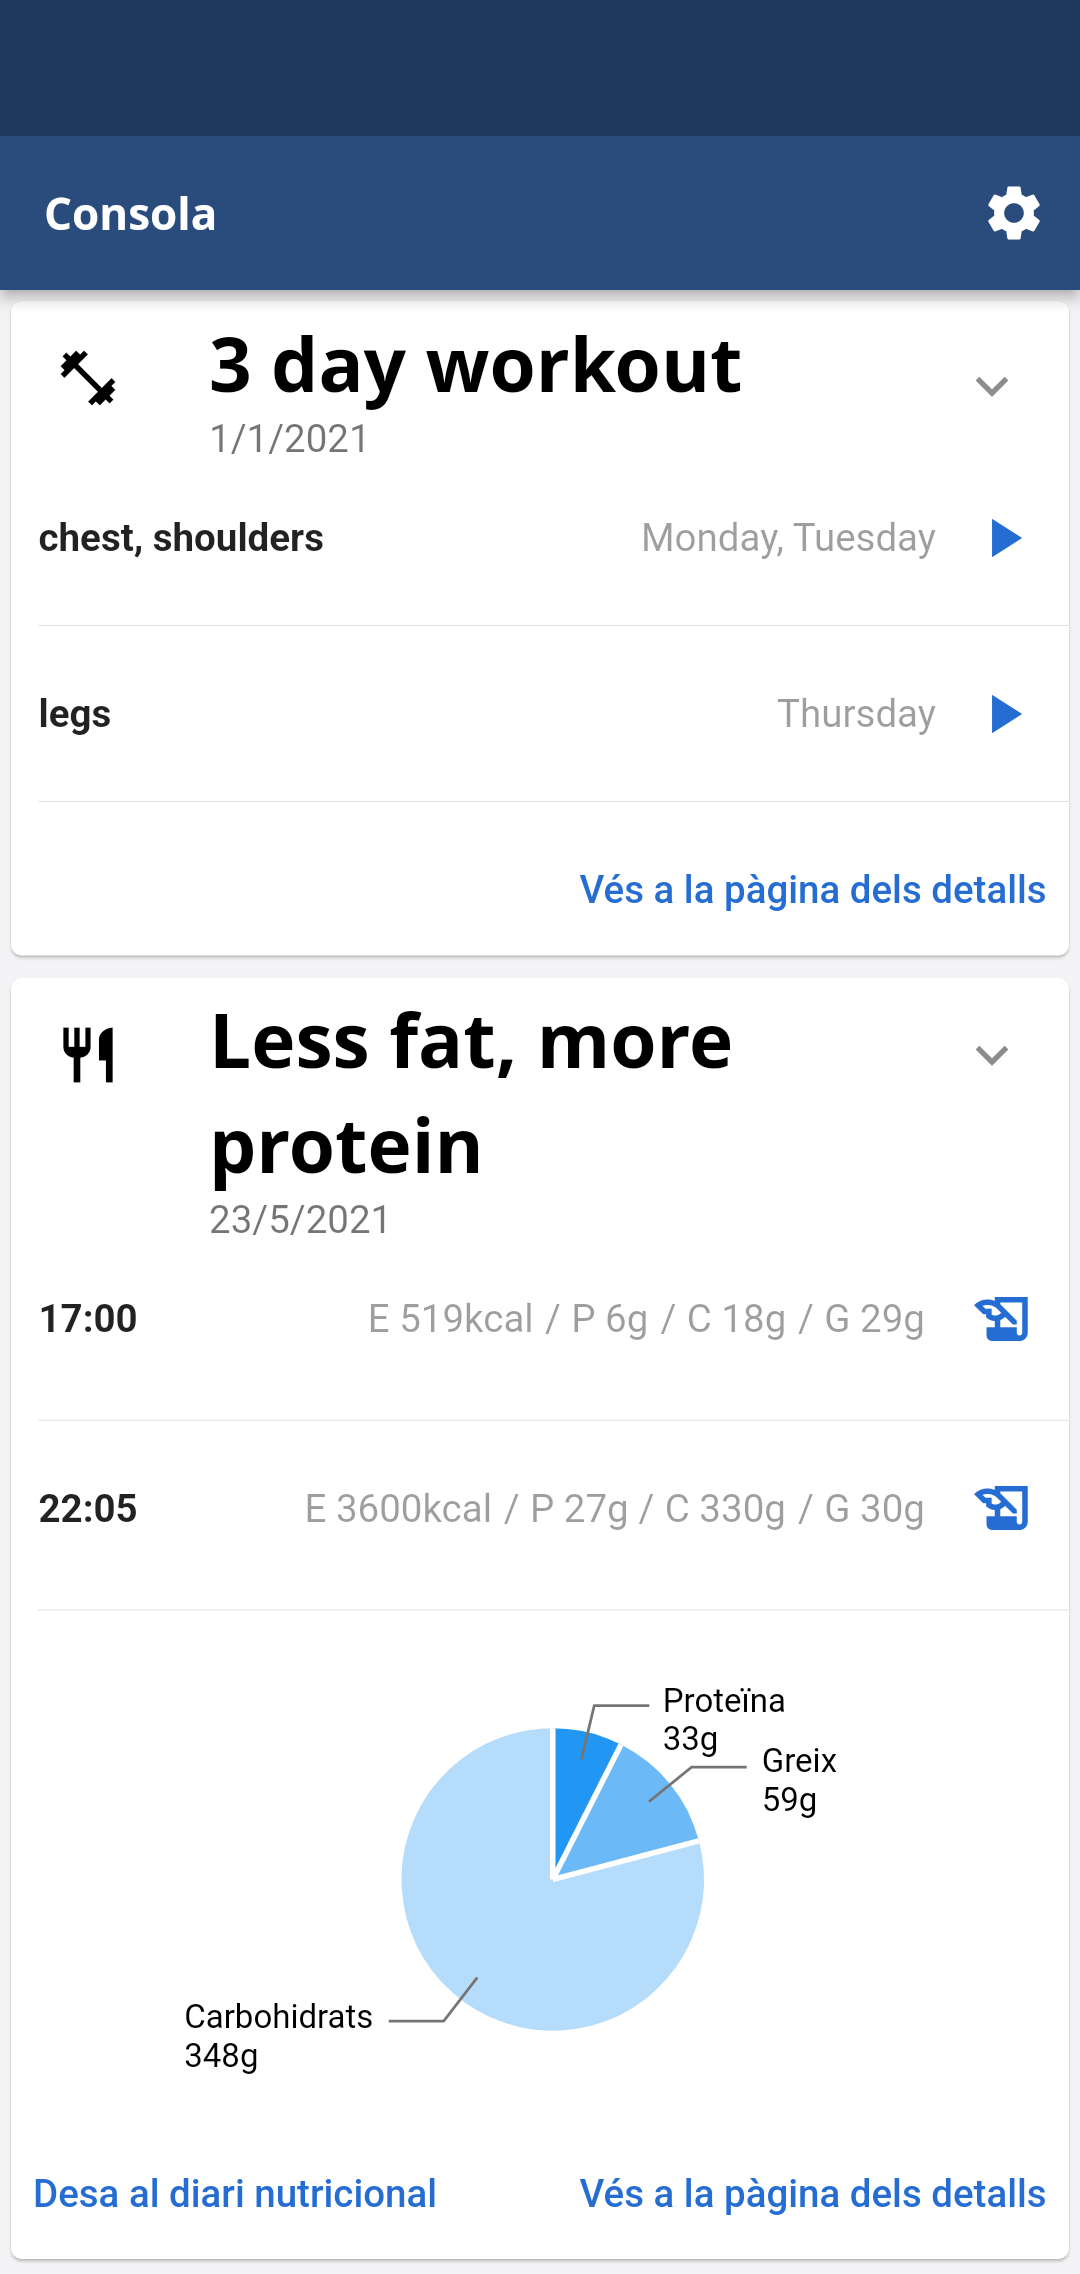 Consola
3 day workout
1/1/2021
chest, shoulders Monday, Tuesday
legs Thursday
Vés a la pàgina dels detalls
Less fat, more
protein
23/5/2021
17:00 E 519kcal / P 6g / C 18g / G 29g
22:05 E 3600kcal / P 27g / C 330g / G 30g
Proteïna
33g
Greix
59g
Carbohidrats
348g
Desa al diari nutricional Vés a la pàgina dels detalls